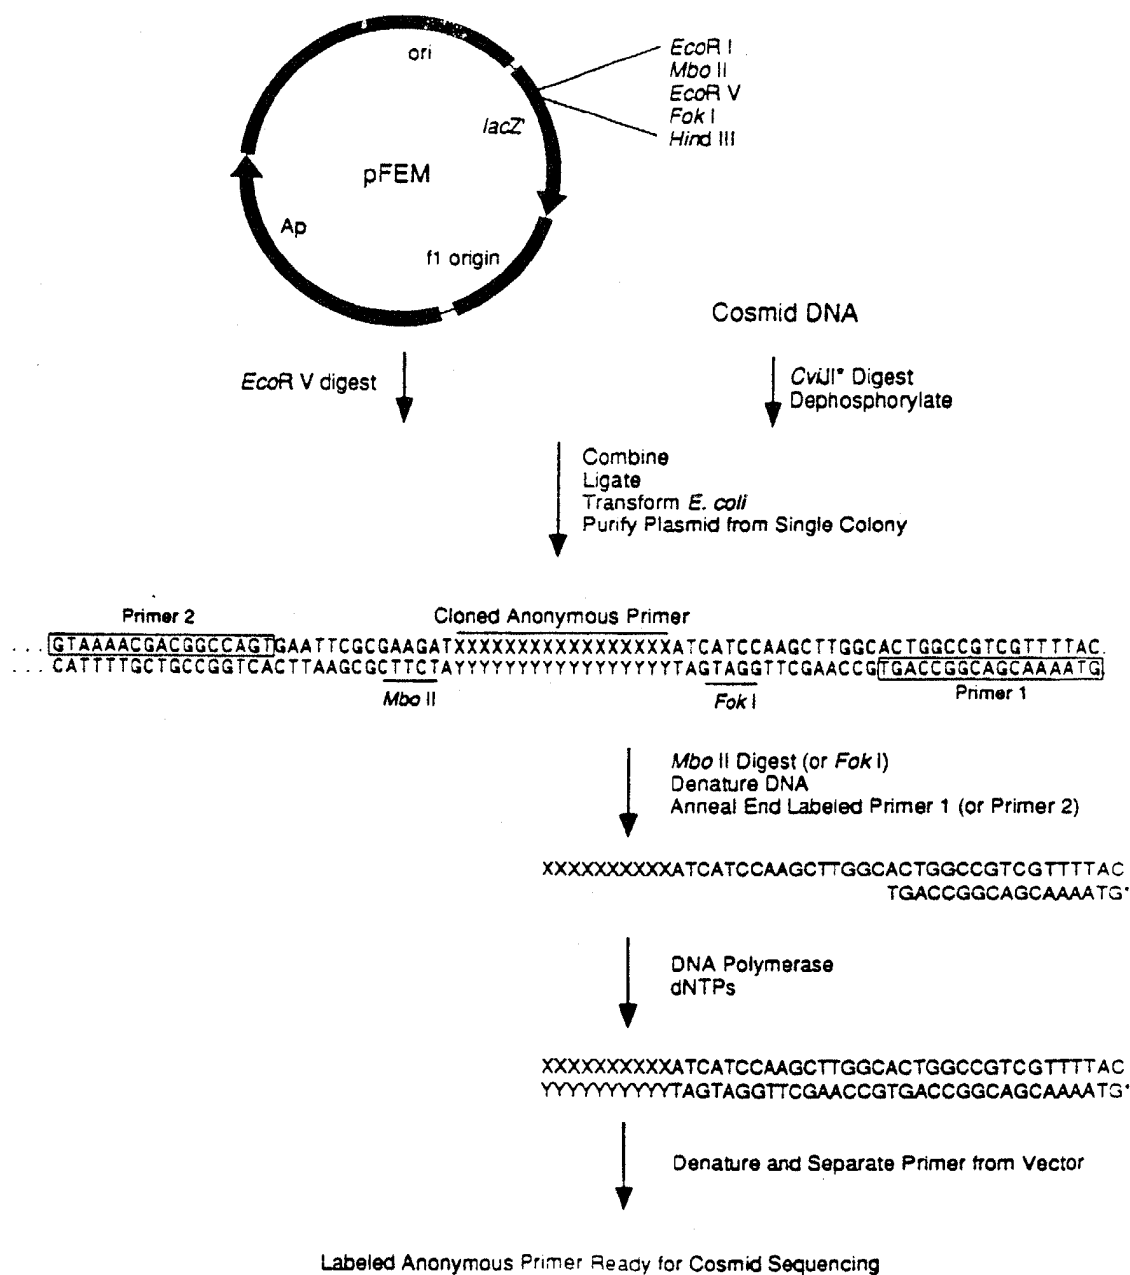 ori
EcoR I
Mbo II
EcoR V
Fok I
Hind III
lacZ'
pFEM
Ap
f1 origin
Cosmid DNA
EcoR V digest
CviJI* Digest
Dephosphorylate
Combine
Ligate
Transform E. coli
Purify Plasmid from Single Colony
Primer 2
Cloned Anonymous Primer
. . . GTAAAACGACGGCCAGTGAATTCGCGAAGATXXXXXXXXXXXXXXXXXATCATCCAAGCTTGGCACTGGCCGTCGTTTTAC.
. . . CATTTTGCTGCCGGTCACTTAAGCGCTTCTAYYYYYYYYYYYYYYYYYTAGTAGGTTCGAACCGTGACCGGCAGCAAAATG.
Mbo II
Fok I
Primer 1
Mbo II Digest (or Fok I)
Denature DNA
Anneal End Labeled Primer 1 (or Primer 2)
XXXXXXXXXXATCATCCAAGCTTGGCACTGGCCGTCGTTTTAC
TGACCGGCAGCAAAATG*
DNA Polymerase
dNTPs
XXXXXXXXXXATCATCCAAGCTTGGCACTGGCCGTCGTTTTAC
YYYYYYYYYYTAGTAGGTTCGAACCGTGACCGGCAGCAAAATG*
Denature and Separate Primer from Vector
Labeled Anonymous Primer Ready for Cosmid Sequencing